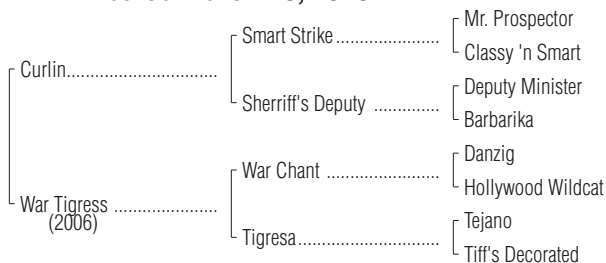 Mr. Prospector
Smart Strike
Classy 'n Smart
Curlin
Deputy Minister
Sherriff's Deputy
Barbarika
Danzig
War Chant
Hollywood Wildcat
War Tigress
(2006)
Tejano
Tigresa
Tiff's Decorated